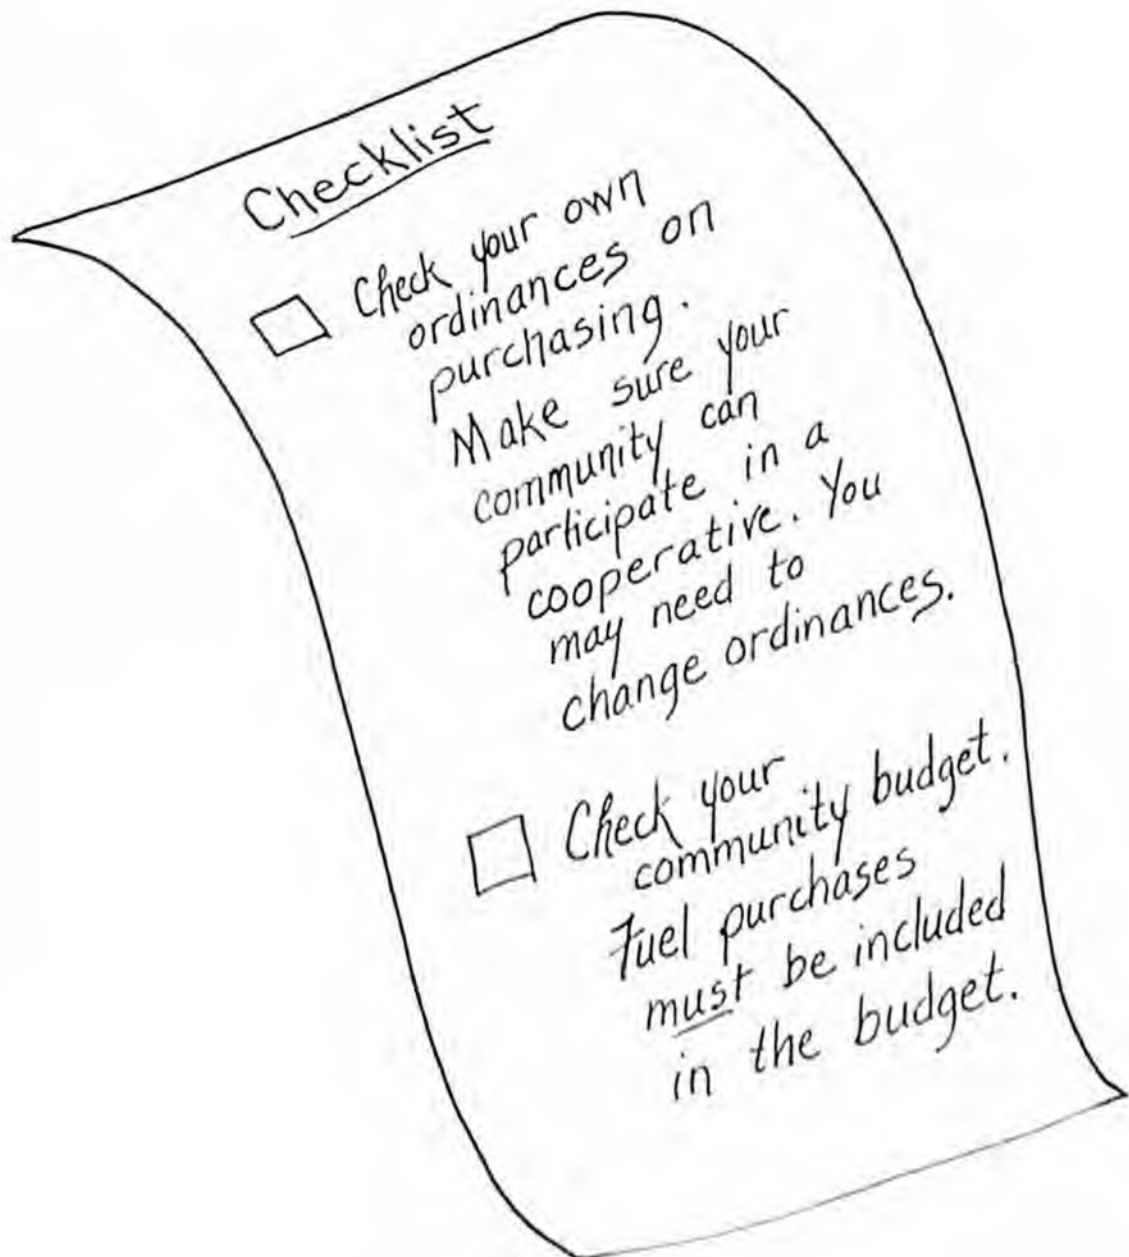 Checklist
Check your own
ordinances on
purchasing.
Make sure your
community can
participate in a
cooperative. You
may need to
change ordinances.
Check your
community budget.
Fuel purchases
must be included
in the budget.